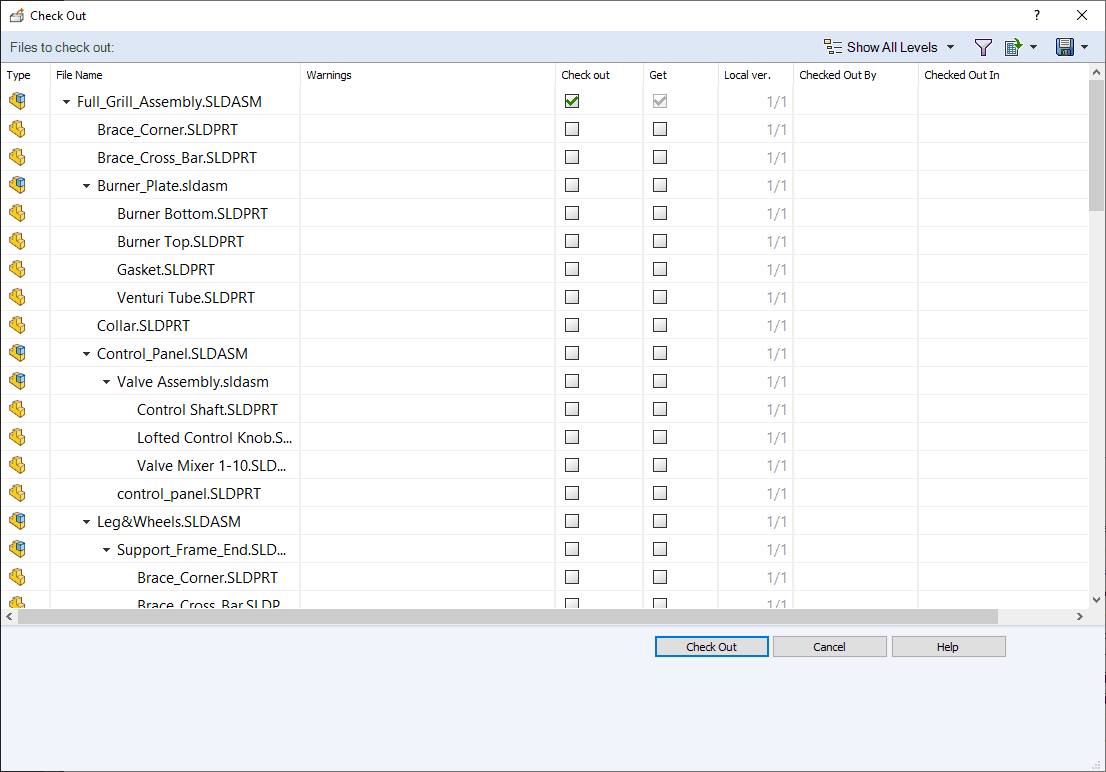 Check Out
?
Files to check out:
Show All Levels
Type File Name Warnings Check out Get Local ver. Checked Out By Checked Out In
Full_Grill_Assembly.SLDASM 1/1
Brace_Corner.SLDPRT 1/1
Brace_Cross_Bar.SLDPRT 1/1
Burner_Plate.sldasm 1/1
Burner Bottom.SLDPRT 1/1
Burner Top.SLDPRT 1/1
Gasket.SLDPRT 1/1
Venturi Tube.SLDPRT 1/1
Collar.SLDPRT 1/1
Control_Panel.SLDASM 1/1
Valve Assembly.sldasm 1/1
Control Shaft.SLDPRT 1/1
Lofted Control Knob.S... 1/1
Valve Mixer 1-10.SLD... 1/1
control_panel.SLDPRT 1/1
Leg&Wheels.SLDASM 1/1
Support_Frame_End.SLD... 1/1
Brace_Corner.SLDPRT 1/1
Brace_Cross_Bar.SLDP 1/1
Check Out Cancel Help